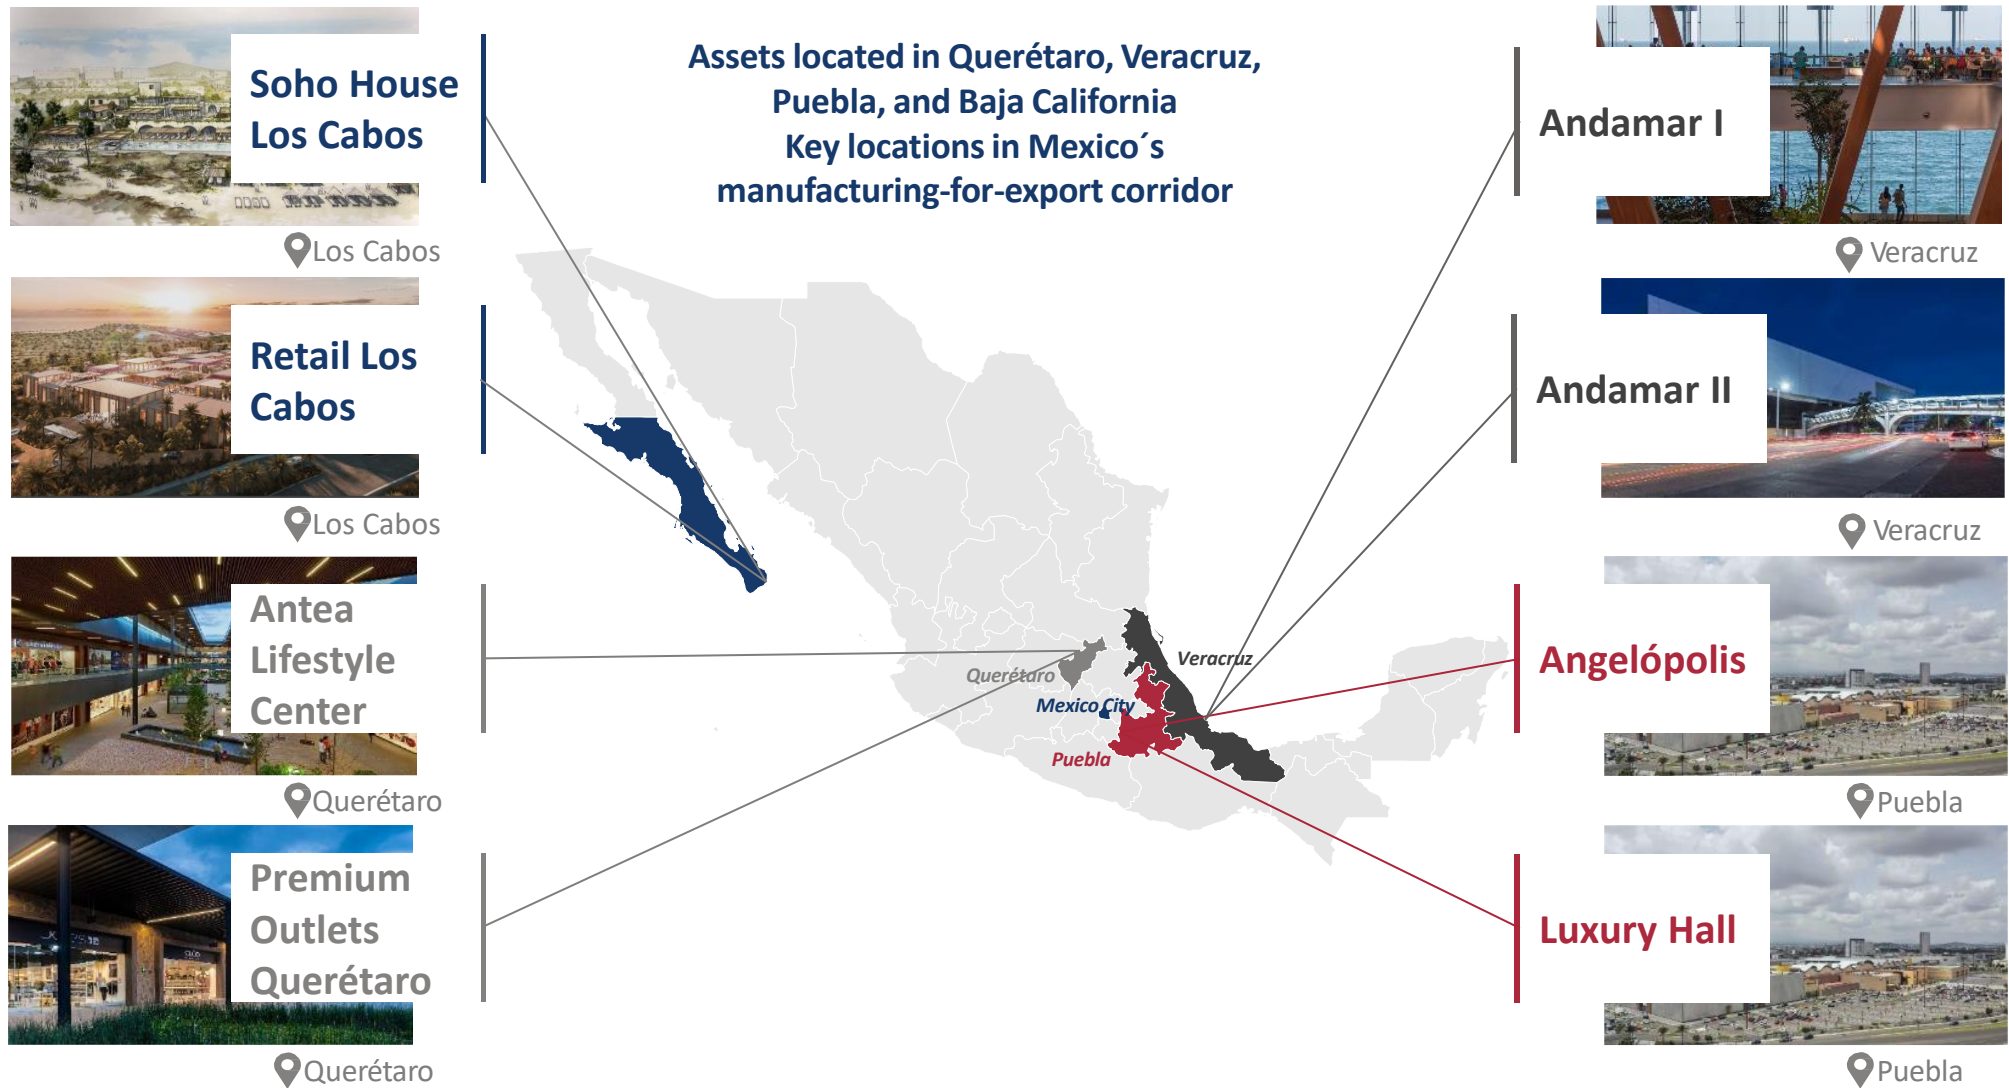 Soho House
Los Cabos
Los Cabos
Retail Los
Cabos
Los Cabos
Antea
Lifestyle
Center
Querétaro
Premium
Outlets
Querétaro
Querétaro
Assets located in Querétaro, Veracruz,
Puebla, and Baja California
Key locations in Mexico´s
manufacturing-for-export corridor
Querétaro
Veracruz
Mexico City
Puebla
Andamar I
Veracruz
Andamar II
Veracruz
Angelópolis
Puebla
Luxury Hall
Puebla